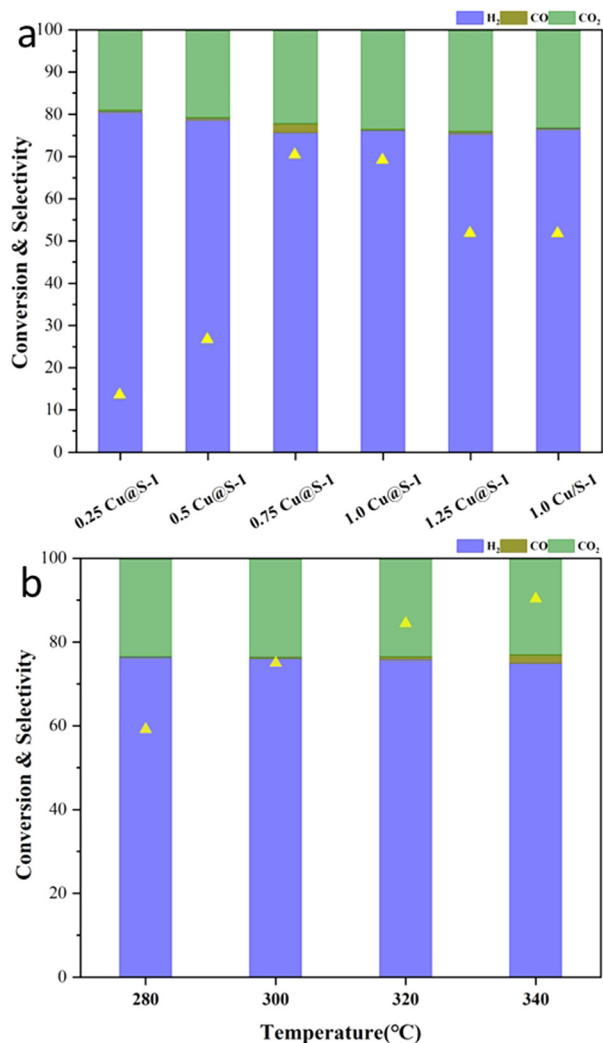 a
H₂ CO CO₂
100
90
80
70
60
50
40
30
20
10
0
Conversion & Selectivity
0.25 Cu@S-1
0.5 Cu@S-1
0.75 Cu@S-1
1.0 Cu@S-1
1.25 Cu@S-1
1.0 Cu/S-1
b
H₂ CO CO₂
100
80
60
40
20
0
Conversion & Selectivity
280 300 320 340
Temperature(°C)